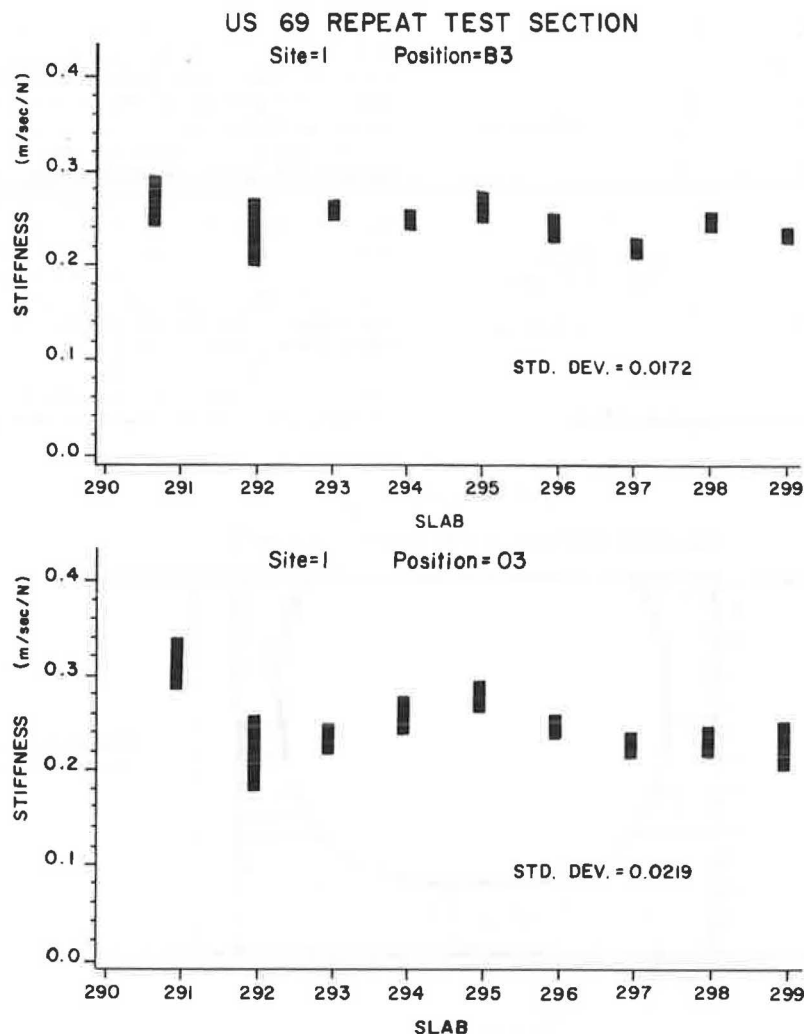 US 69 REPEAT TEST SECTION
Site=1 Position=B3
STIFFNESS (m/sec/N)
0.4
0.3
0.2
0.1
0.0
290 291 292 293 294 295 296 297 298 299
SLAB
STD. DEV. = 0.0172
Site=1 Position=O3
STIFFNESS (m/sec/N)
0.4
0.3
0.2
0.1
0.0
290 291 292 293 294 295 296 297 298 299
SLAB
STD. DEV. = 0.0219